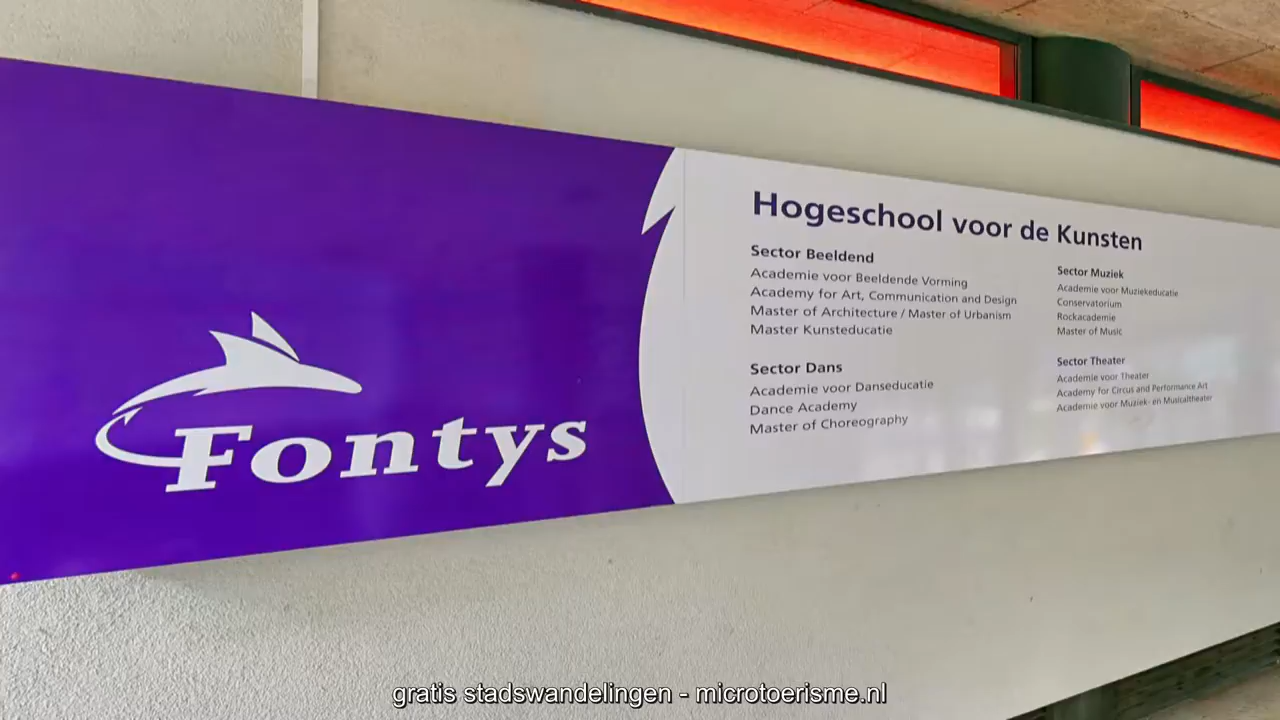 Fontys
Hogeschool voor de Kunsten
Sector Beeldend
Academie voor Beeldende Vorming
Academy for Art, Communication and Design
Master of Architecture / Master of Urbanism
Master Kunsteducatie
Sector Dans
Academie voor Danseducatie
Dance Academy
Master of Choreography
Sector Muziek
Academie voor Muziekeducatie
Conservatorium
Rockacademie
Master of Music
Sector Theater
Academie voor Theater
Academy for Circus and Performance Art
Academie voor Muziek- en Musicaltheater
gratis stadswandelingen - microtoerisme.nl